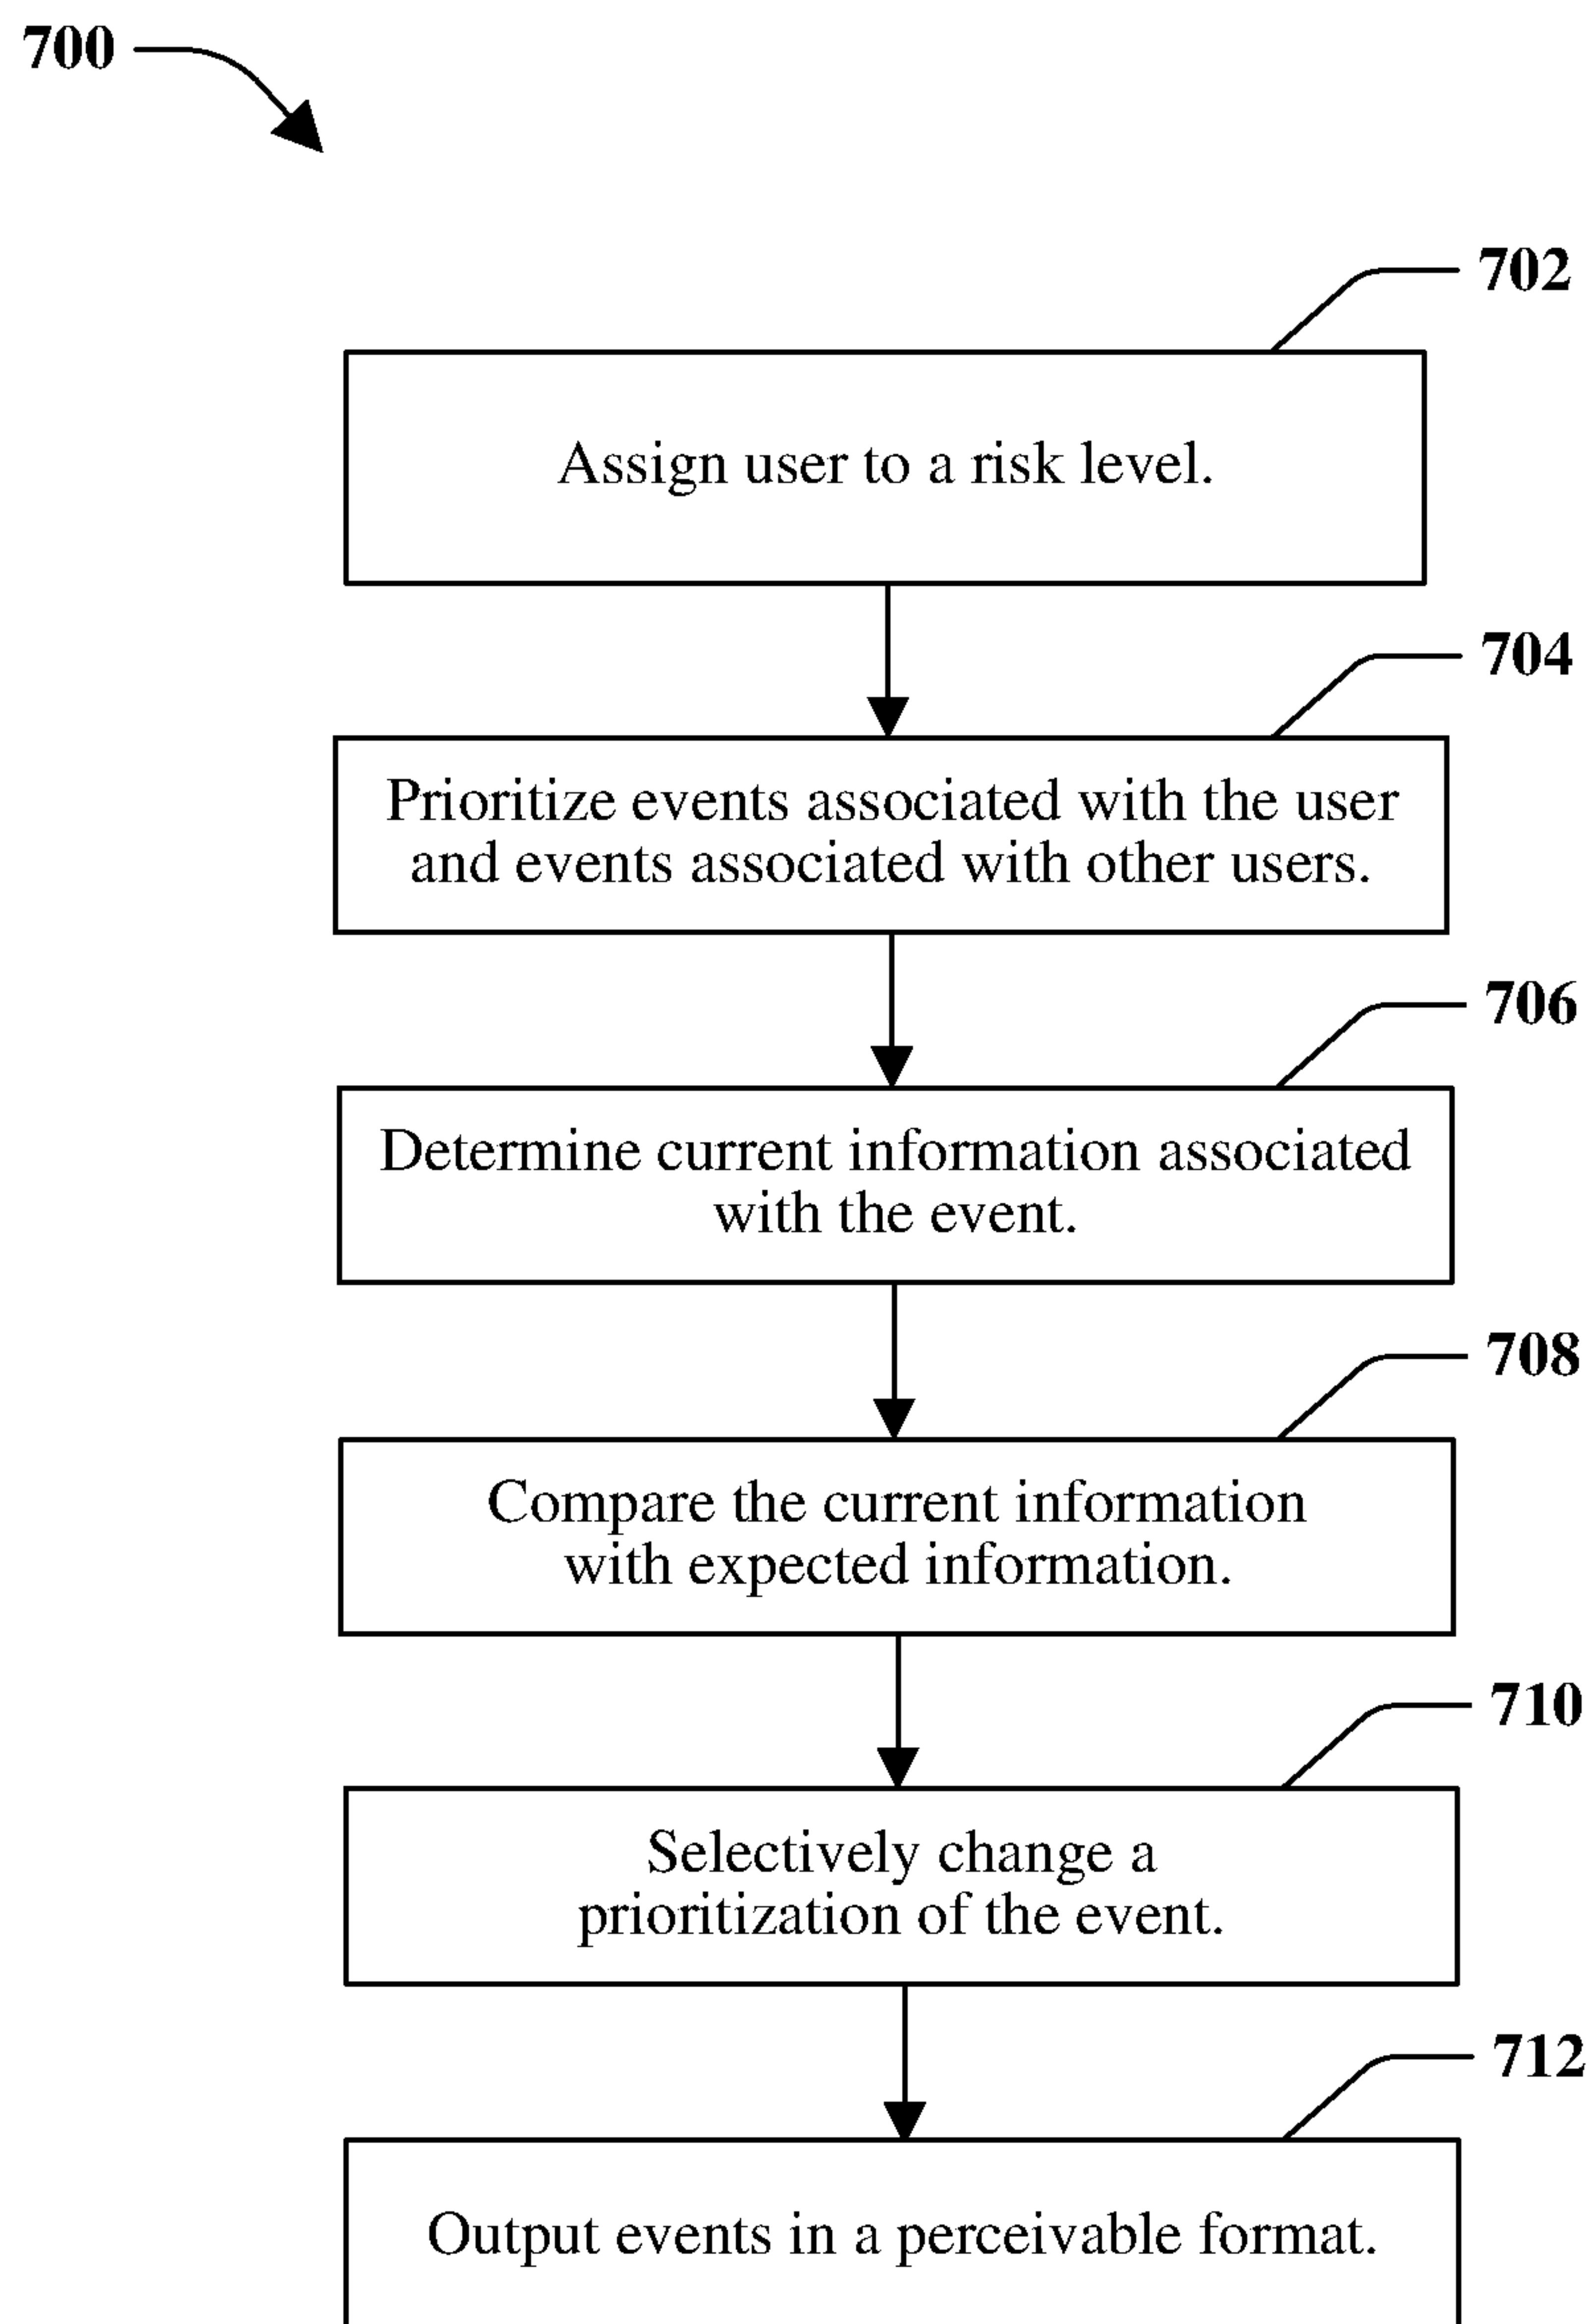 700
702
Assign user to a risk level.
704
Prioritize events associated with the user
and events associated with other users.
706
Determine current information associated
with the event.
708
Compare the current information
with expected information.
710
Selectively change a
prioritization of the event.
712
Output events in a perceivable format.